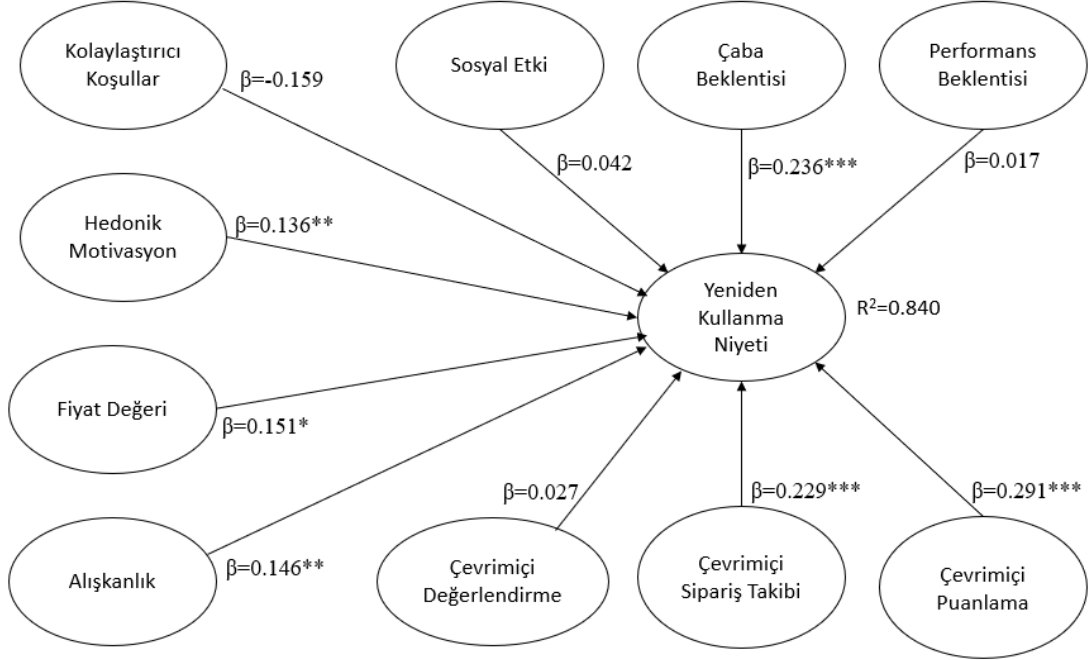 Kolaylaştırıcı
Koşullar
β=-0.159
Sosyal Etki
β=0.042
Çaba
Beklentisi
β=0.236***
Performans
Beklentisi
β=0.017
Hedonik
Motivasyon
β=0.136**
Yeniden
Kullanma
Niyeti
R²=0.840
Fiyat Değeri
β=0.151*
Alışkanlık
β=0.146**
β=0.027
Çevrimiçi
Değerlendirme
β=0.229***
Çevrimiçi
Sipariş Takibi
β=0.291***
Çevrimiçi
Puanlama